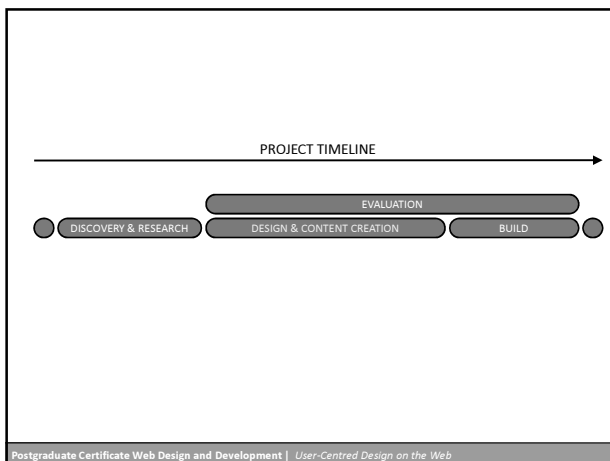 PROJECT TIMELINE
EVALUATION
DISCOVERY & RESEARCH
DESIGN & CONTENT CREATION
BUILD
Postgraduate Certificate Web Design and Development | User-Centred Design on the Web